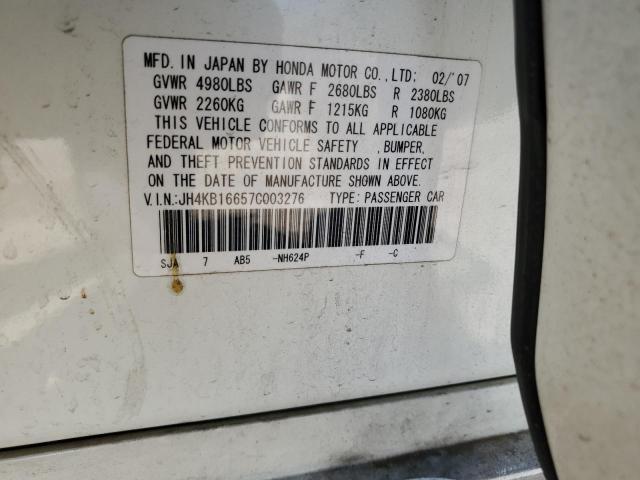 MFD. IN JAPAN BY HONDA MOTOR CO.,LTD: 02/'07
GVWR 4980LBS GAWR F 2680LBS R 2380LBS
GVWR 2260KG GAWR F 1215KG R 1080KG
THIS VEHICLE CONFORMS TO ALL APPLICABLE
FEDERAL MOTOR VEHICLE SAFETY ,BUMPER,
AND THEFT PREVENTION STANDARDS IN EFFECT
ON THE DATE OF MANUFACTURE SHOWN ABOVE.
V.I.N.:JH4KB16657C003276 TYPE: PASSENGER CAR
SJA 7 AB5 -NH624P -F -C